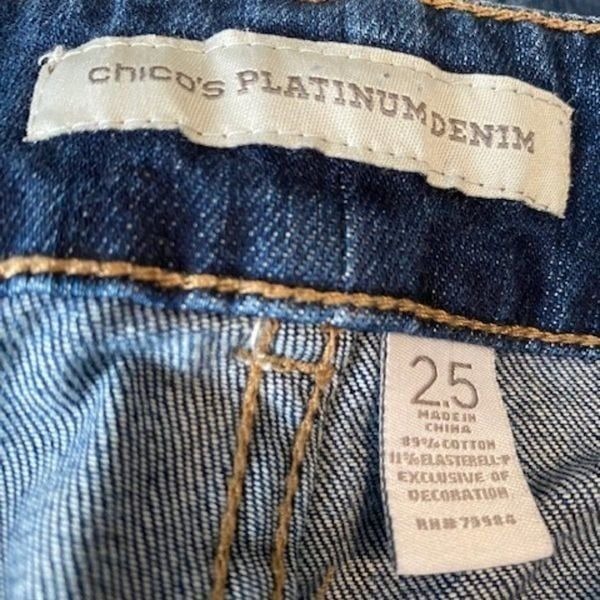 chico's PLATINUM DENIM
2.5
MADE IN
CHINA
89% COTTON
11% ELASTERELL-P
EXCLUSIVE OF
DECORATION
RN# 79984